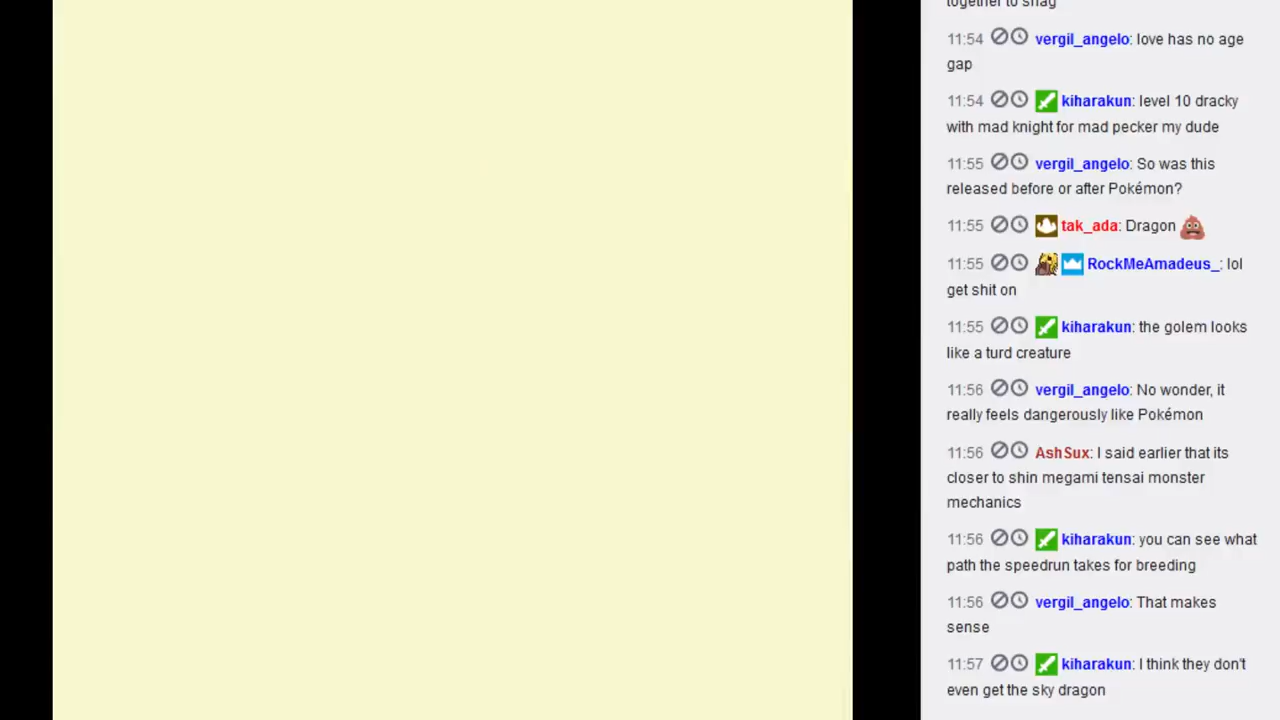 together to shag
11:54 vergil_angelo: love has no age
gap
11:54 kiharakun: level 10 dracky
with mad knight for mad pecker my dude
11:55 vergil_angelo: So was this
released before or after Pokémon?
11:55 tak_ada: Dragon
11:55 RockMeAmadeus_: lol
get shit on
11:55 kiharakun: the golem looks
like a turd creature
11:56 vergil_angelo: No wonder, it
really feels dangerously like Pokémon
11:56 AshSux: I said earlier that its
closer to shin megami tensai monster
mechanics
11:56 kiharakun: you can see what
path the speedrun takes for breeding
11:56 vergil_angelo: That makes
sense
11:57 kiharakun: I think they don't
even get the sky dragon